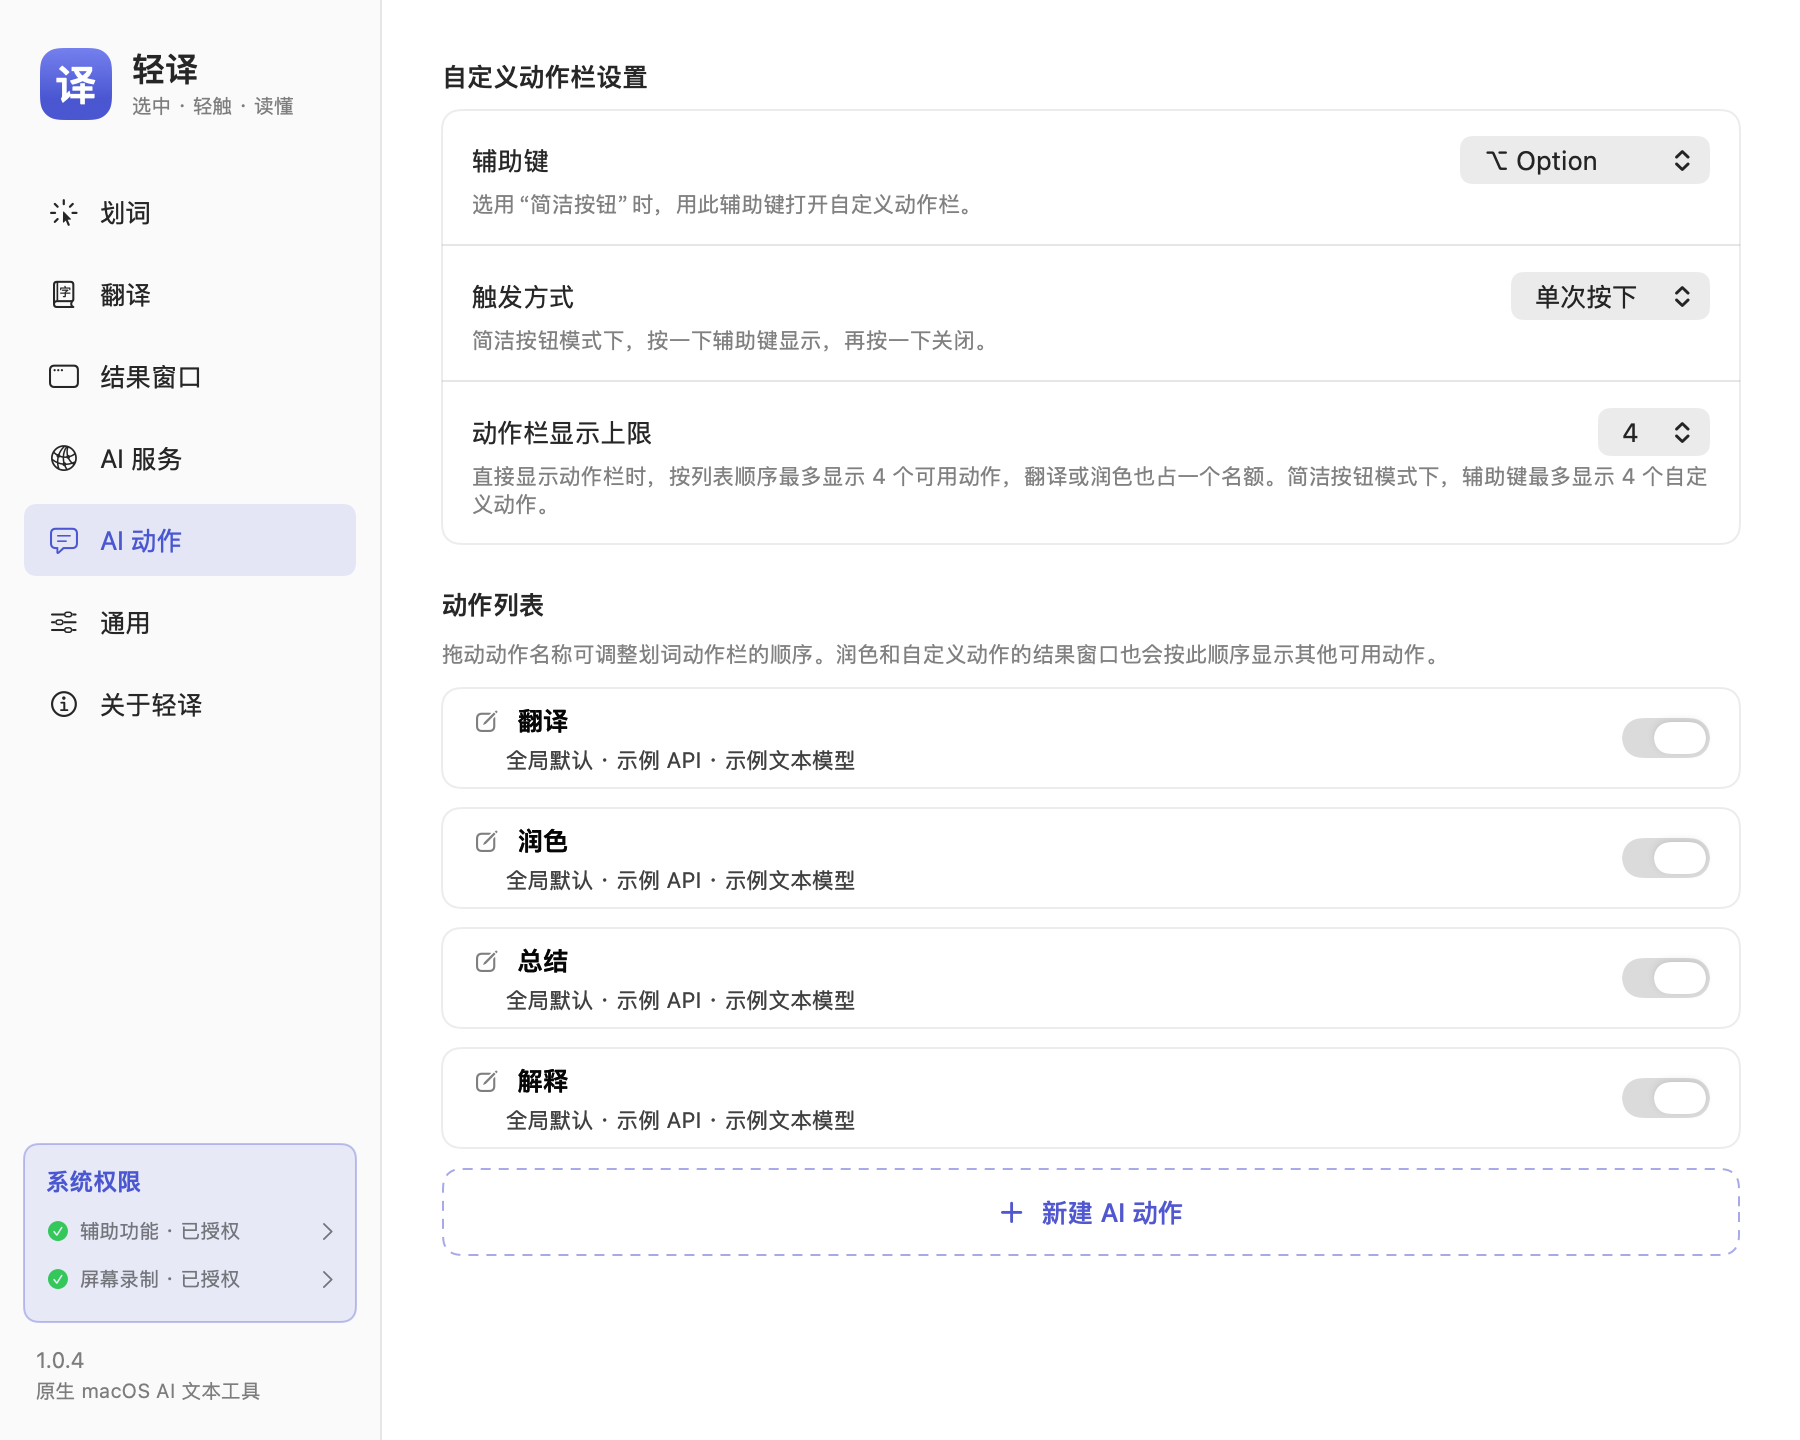 译
轻译
选中 · 轻触 · 读懂
划词
字
翻译
结果窗口
AI 服务
AI 动作
通用
关于轻译
系统权限
辅助功能 · 已授权
屏幕录制 · 已授权
1.0.4
原生 macOS AI 文本工具
自定义动作栏设置
辅助键
⌥ Option
选用“简洁按钮”时，用此辅助键打开自定义动作栏。
触发方式
单次按下
简洁按钮模式下，按一下辅助键显示，再按一下关闭。
动作栏显示上限
4
直接显示动作栏时，按列表顺序最多显示 4 个可用动作，翻译或润色也占一个名额。简洁按钮模式下，辅助键最多显示 4 个自定
义动作。
动作列表
拖动动作名称可调整划词动作栏的顺序。润色和自定义动作的结果窗口也会按此顺序显示其他可用动作。
翻译
全局默认 · 示例 API · 示例文本模型
润色
全局默认 · 示例 API · 示例文本模型
总结
全局默认 · 示例 API · 示例文本模型
解释
全局默认 · 示例 API · 示例文本模型
+ 新建 AI 动作